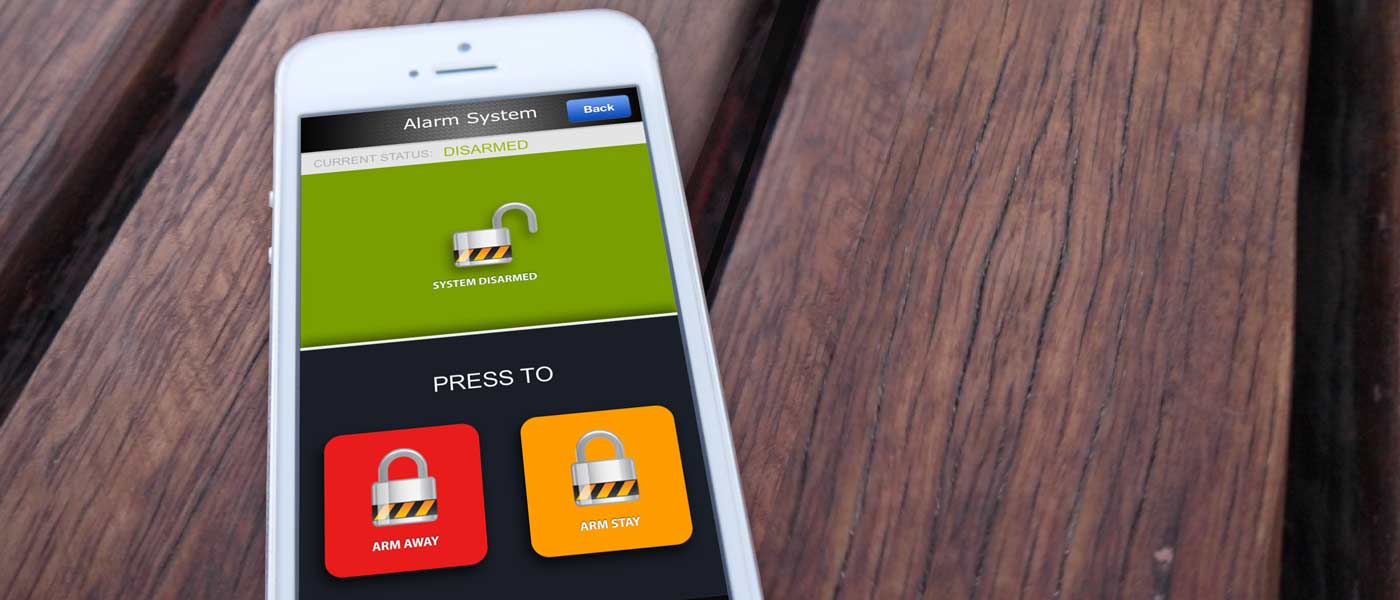 Alarm System
Back
CURRENT STATUS: DISARMED
SYSTEM DISARMED
PRESS TO
ARM AWAY
ARM STAY